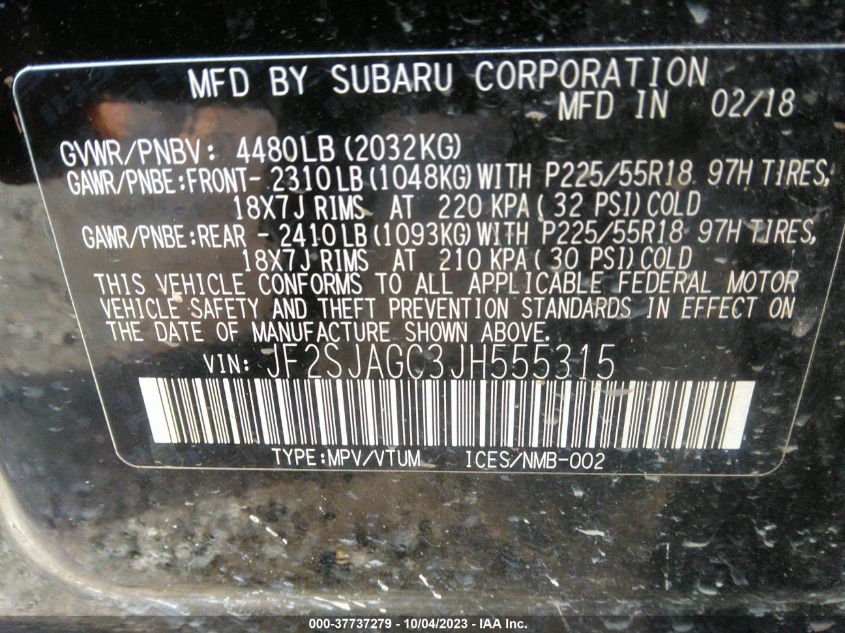 MFD BY SUBARU CORPORATION
MFD IN 02/18
GVWR/PNBV: 4480LB (2032KG)
GAWR/PNBE:FRONT- 2310LB (1048KG) WITH P225/55R18 97H TIRES,
18X7J RIMS AT 220 KPA ( 32 PSI) COLD
GAWR/PNBE:REAR - 2410LB (1093KG) WITH P225/55R18 97H TIRES,
18X7J RIMS AT 210 KPA ( 30 PSI) COLD
THIS VEHICLE CONFORMS TO ALL APPLICABLE FEDERAL MOTOR
VEHICLE SAFETY AND THEFT PREVENTION STANDARDS IN EFFECT ON
THE DATE OF MANUFACTURE SHOWN ABOVE.
VIN: JF2SJAGC3JH555315
TYPE:MPV/VTUM ICES/NMB-002
000-37737279 - 10/04/2023 - IAA Inc.